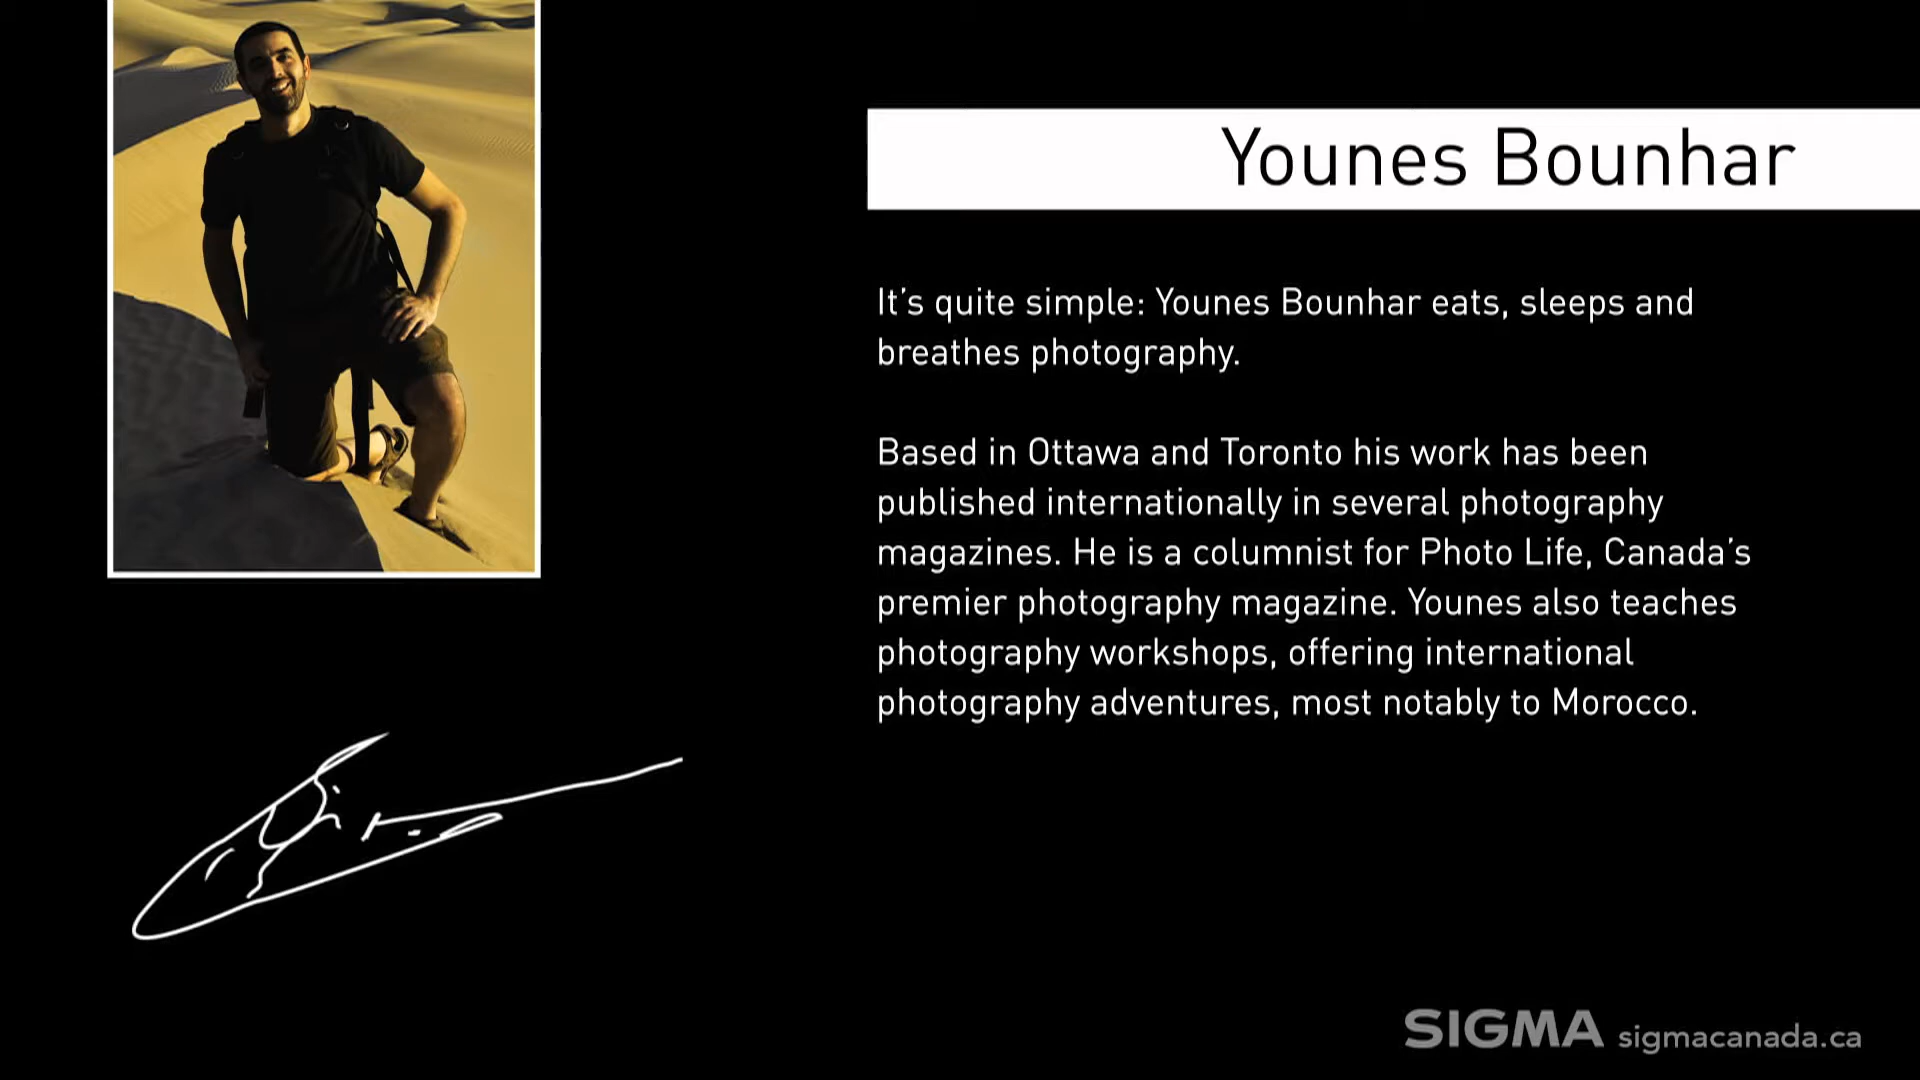 Younes Bounhar
It’s quite simple: Younes Bounhar eats, sleeps and
breathes photography.
Based in Ottawa and Toronto his work has been
published internationally in several photography
magazines. He is a columnist for Photo Life, Canada’s
premier photography magazine. Younes also teaches
photography workshops, offering international
photography adventures, most notably to Morocco.
SIGMA sigmacanada.ca